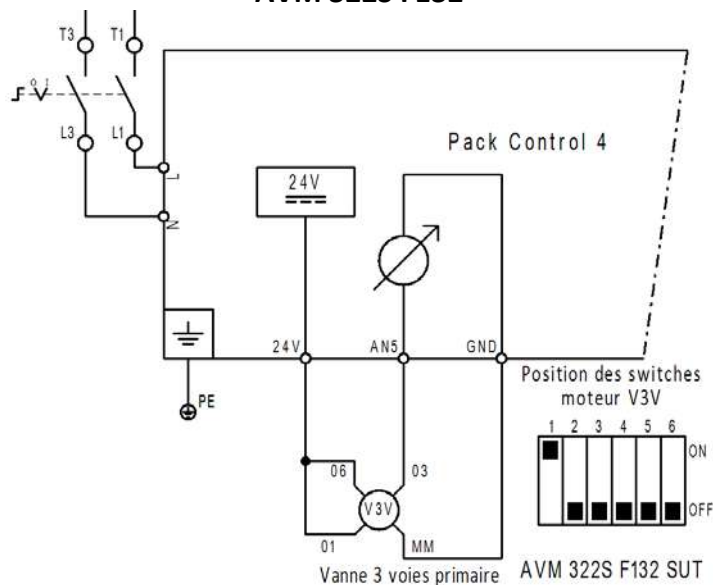 T3
T1
0 1
L3
L1
Pack Control 4
L
24V
N
24V
AN5
GND
PE
Position des switches
moteur V3V
1 2 3 4 5 6
ON
OFF
06
03
V3V
01
MM
Vanne 3 voies primaire
AVM 322S F132 SUT